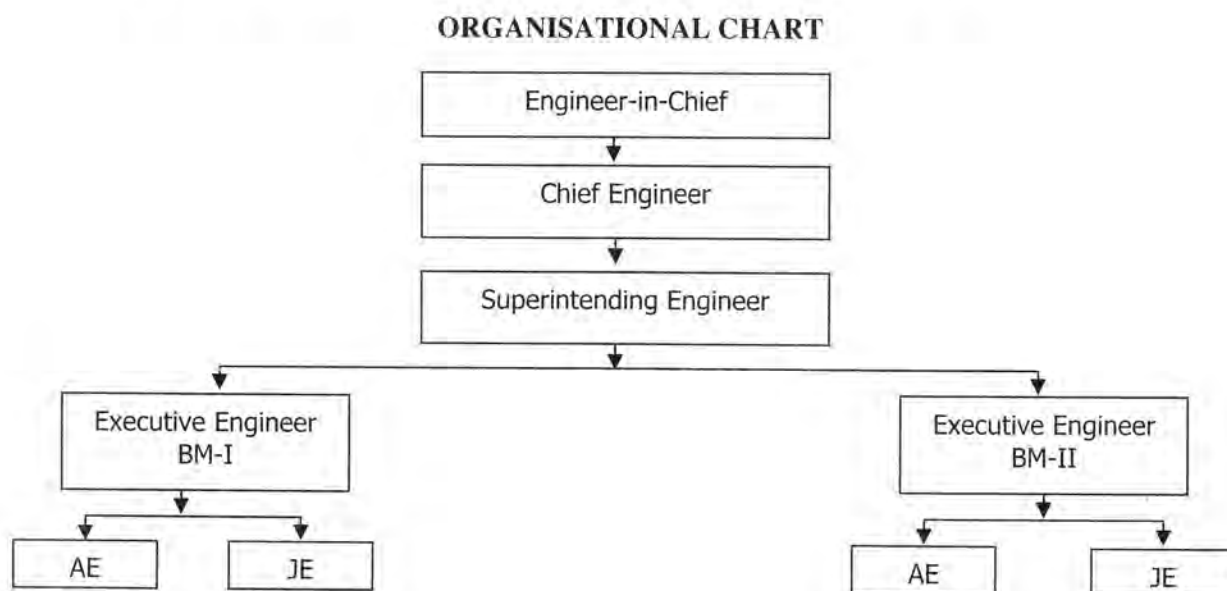 ORGANISATIONAL CHART
Engineer-in-Chief
Chief Engineer
Superintending Engineer
Executive Engineer
BM-I
Executive Engineer
BM-II
AE
JE
AE
JE